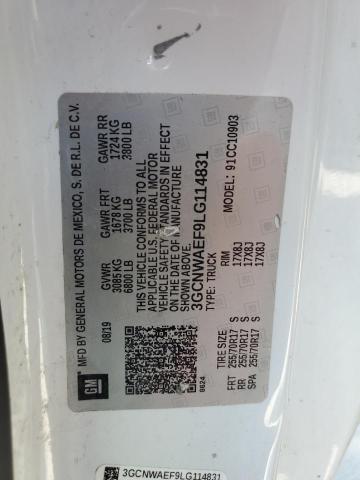 MFD BY GENERAL MOTORS DE MEXICO, S. DE R.L. DE C.V.
08/19 GVWR GAWR FRT GAWR RR
3085 KG 1678 KG 1724 KG
6800 LB 3700 LB 3800 LB
THIS VEHICLE CONFORMS TO ALL
APPLICABLE U.S. FEDERAL MOTOR
VEHICLE SAFETY STANDARDS IN EFFECT
ON THE DATE OF MANUFACTURE
SHOWN ABOVE.
3GCNWAEF9LG114831
TYPE: TRUCK MODEL: 91CC10903
0624
TIRE SIZE RIM
FRT 255/70R17 S 17X8J
RR 255/70R17 S 17X8J
SPA 255/70R17 S 17X8J
GM
3GCNWAEF9LG114831